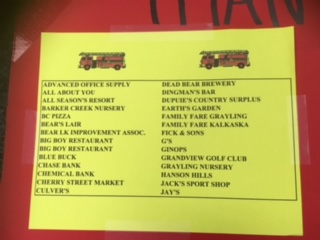 THAN
ADVANCED OFFICE SUPPLY
ALL ABOUT YOU
ALL SEASON'S RESORT
BARKER CREEK NURSERY
BC PIZZA
BEAR'S LAIR
BEAR LK IMPROVEMENT ASSOC.
BIG BOY RESTAURANT
BIG BOY RESTAURANT
BLUE BUCK
CHASE BANK
CHEMICAL BANK
CHERRY STREET MARKET
CULVER'S
DEAD BEAR BREWERY
DINGMAN'S BAR
DUPUIE'S COUNTRY SURPLUS
EARTH'S GARDEN
FAMILY FARE GRAYLING
FAMILY FARE KALKASKA
FICK & SONS
G'S
GINOPS
GRANDVIEW GOLF CLUB
GRAYLING NURSERY
HANSON HILLS
JACK'S SPORT SHOP
JAY'S